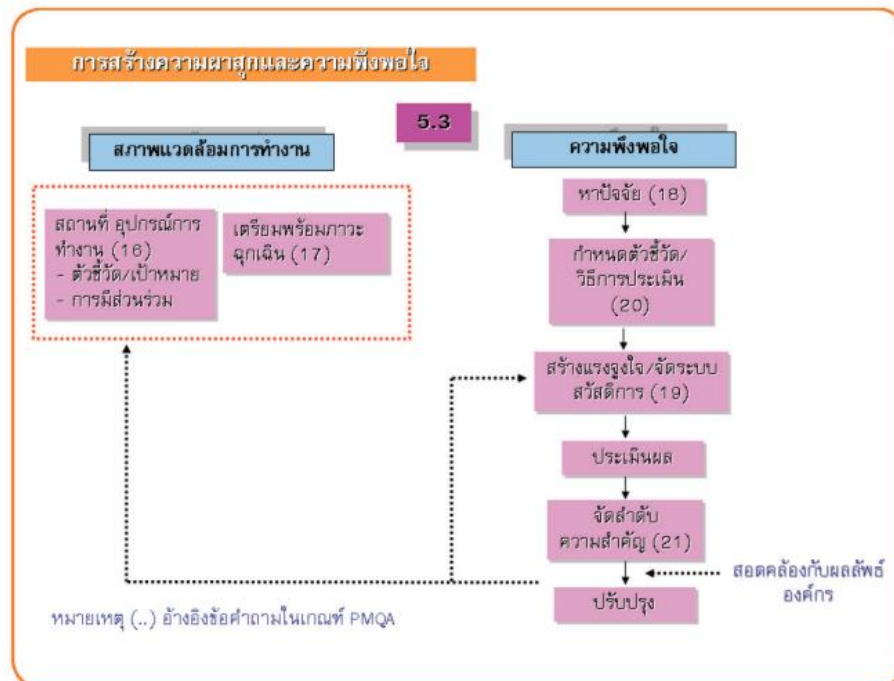 การสร้างความผาสุกและความพึงพอใจ
5.3
สภาพแวดล้อมการทำงาน
สถานที่ อุปกรณ์การ
ทำงาน (16)
- ตัวชี้วัด/เป้าหมาย
- การมีส่วนร่วม
เตรียมพร้อมภาวะ
ฉุกเฉิน (17)
ความพึงพอใจ
หาปัจจัย (18)
กำหนดตัวชี้วัด/
วิธีการประเมิน
(20)
สร้างแรงจูงใจ/จัดระบบ
สวัสดิการ (19)
ประเมินผล
จัดลำดับ
ความสำคัญ (21)
สอดคล้องกับผลลัพธ์
องค์กร
ปรับปรุง
หมายเหตุ (..) อ้างอิงข้อคำถามในเกณฑ์ PMQA